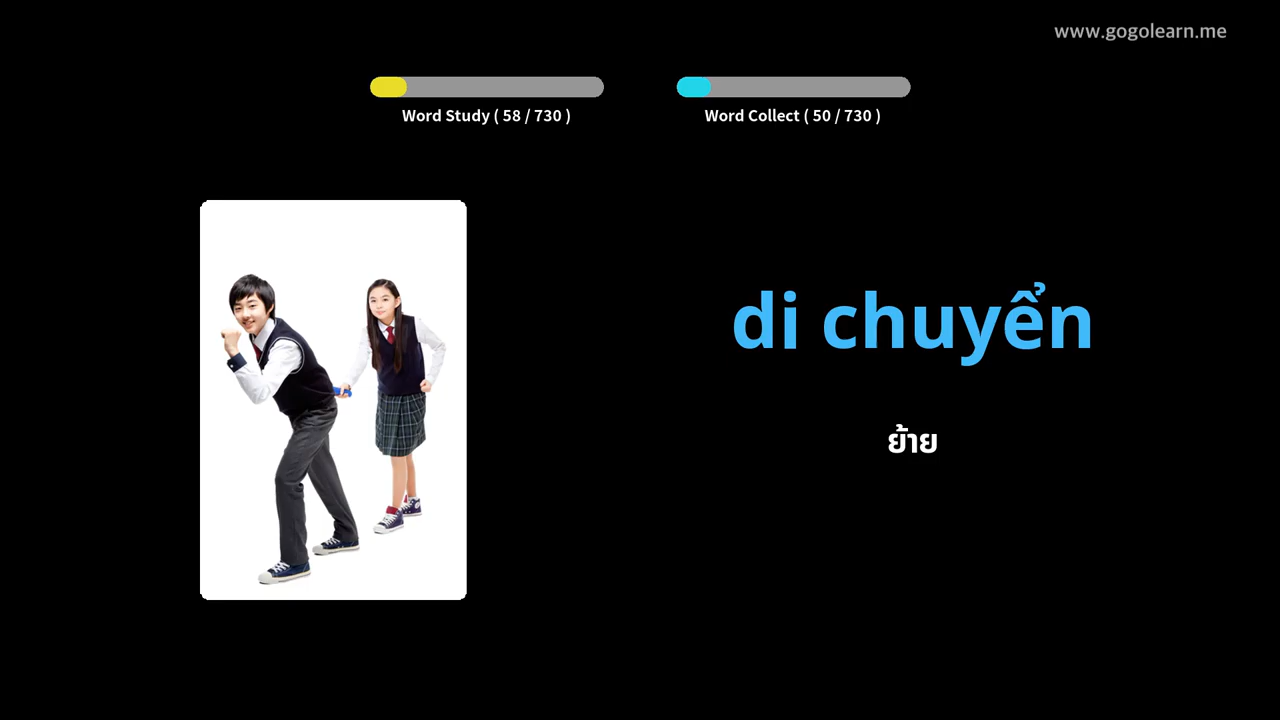 www.gogolearn.me
Word Study ( 58 / 730 )
Word Collect ( 50 / 730 )
di chuyển
ย้าย